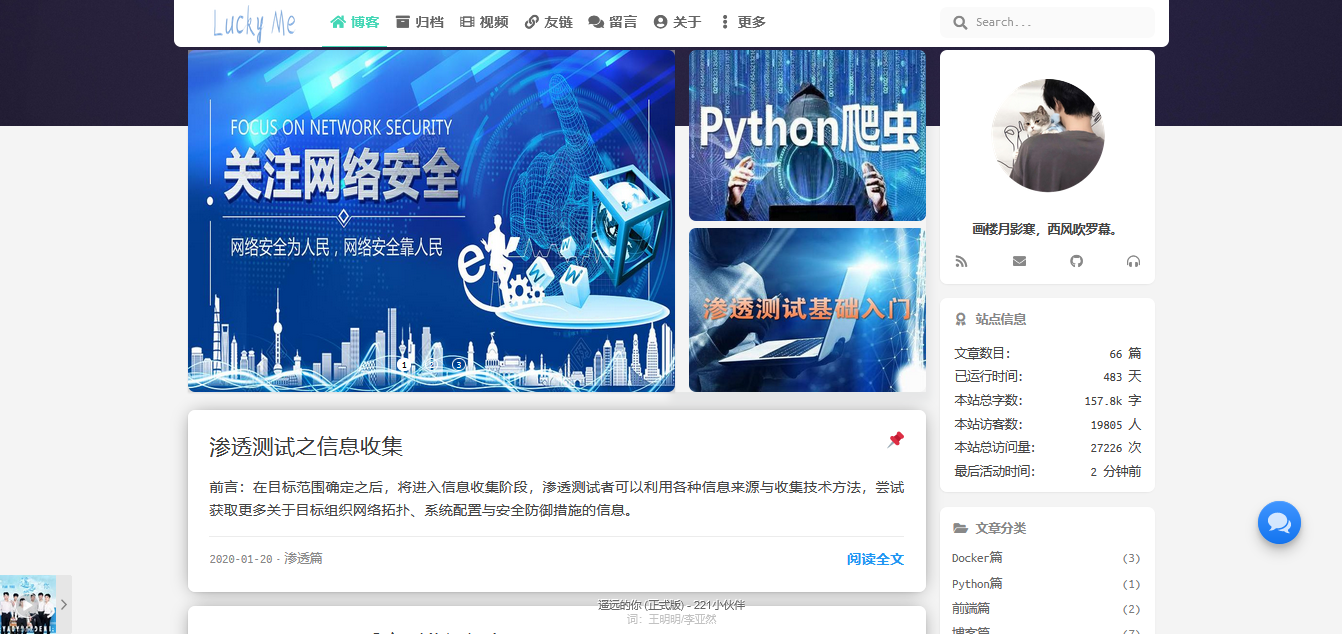 Lucky Me
博客
归档
视频
友链
留言
关于
更多
Search...
FOCUS ON NETWORK SECURITY
关注网络安全
网络安全为人民，网络安全靠人民
e
W
W
1
3
Python爬虫
渗透测试基础入门
画楼月影寒，西风吹罗幕。
站点信息
文章数目： 66 篇
已运行时间： 483 天
本站总字数： 157.8k 字
本站访客数： 19805 人
本站总访问量： 27226 次
最后活动时间： 2 分钟前
渗透测试之信息收集
前言：在目标范围确定之后，将进入信息收集阶段，渗透测试者可以利用各种信息来源与收集技术方法，尝试
获取更多关于目标组织网络拓扑、系统配置与安全防御措施的信息。
2020-01-20 - 渗透篇
阅读全文
文章分类
Docker篇 (3)
Python篇 (1)
前端篇 (2)
遥远的你 (正式版) - 221小伙伴
词：王明明/李亚然